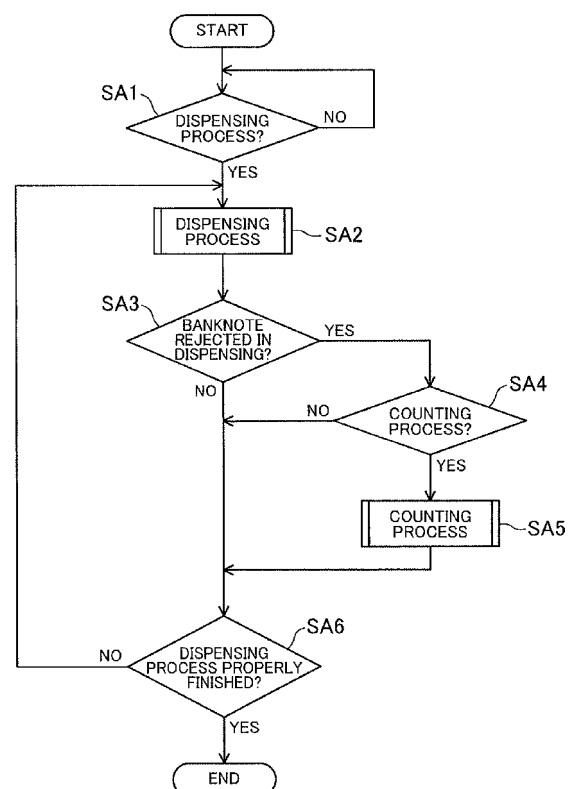 START
SA1
DISPENSING
PROCESS?
NO
YES
DISPENSING
PROCESS
SA2
SA3
BANKNOTE
REJECTED IN
DISPENSING?
YES
NO
SA4
NO
COUNTING
PROCESS?
YES
COUNTING
PROCESS
SA5
SA6
DISPENSING
PROCESS PROPERLY
FINISHED?
NO
YES
END